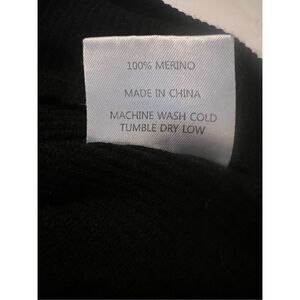 100% MERINO
MADE IN CHINA
MACHINE WASH COLD
TUMBLE DRY LOW